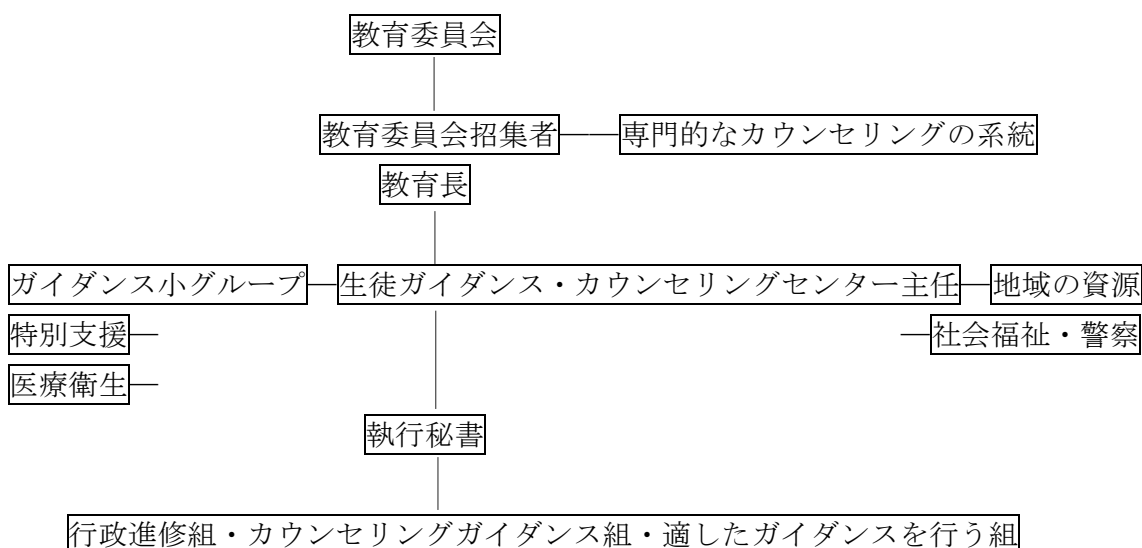 教育委員会
教育委員会招集者 専門的なカウンセリングの系統
教育長
ガイダンス小グループ 生徒ガイダンス・カウンセリングセンター主任 地域の資源
特別支援 社会福祉・警察
医療衛生
執行秘書
行政進修組・カウンセリングガイダンス組・適したガイダンスを行う組